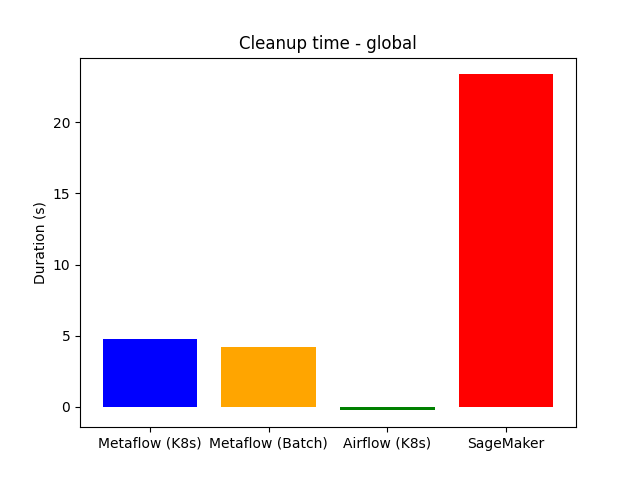 Cleanup time - global
Duration (s)
20
15
10
5
0
Metaflow (K8s) Metaflow (Batch) Airflow (K8s) SageMaker